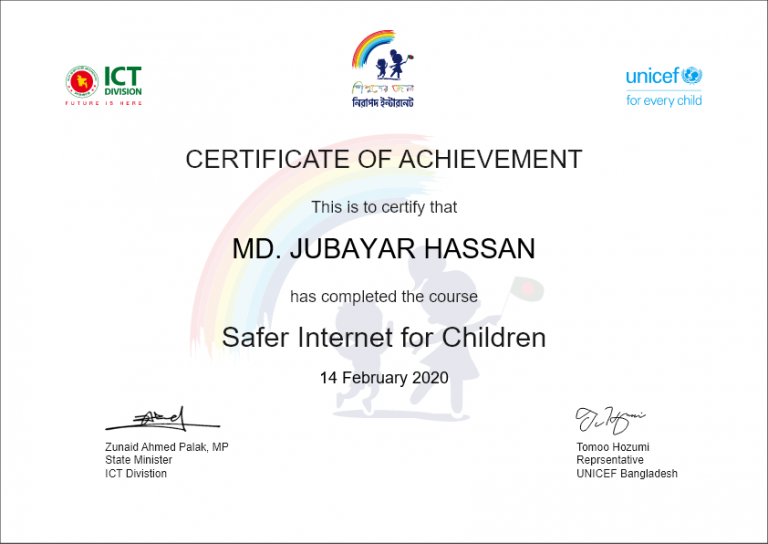 ICT
DIVISION
FUTURE IS HERE
শিশুদের জন্য
নিরাপদ ইন্টারনেট
unicef
for every child
CERTIFICATE OF ACHIEVEMENT
This is to certify that
MD. JUBAYAR HASSAN
has completed the course
Safer Internet for Children
14 February 2020
Zunaid Ahmed Palak, MP
State Minister
ICT Divistion
Tomoo Hozumi
Reprsentative
UNICEF Bangladesh